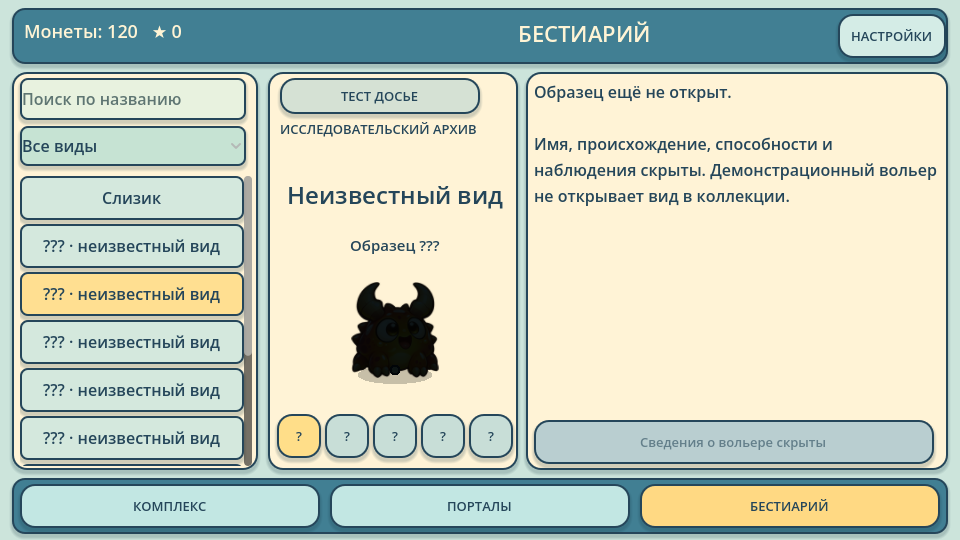 Монеты: 120 ★ 0
БЕСТИАРИЙ
НАСТРОЙКИ
Поиск по названию
Все виды
Слизик
??? · неизвестный вид
??? · неизвестный вид
??? · неизвестный вид
??? · неизвестный вид
??? · неизвестный вид
ТЕСТ ДОСЬЕ
ИССЛЕДОВАТЕЛЬСКИЙ АРХИВ
Неизвестный вид
Образец ???
? ? ? ? ?
Образец ещё не открыт.
Имя, происхождение, способности и
наблюдения скрыты. Демонстрационный вольер
не открывает вид в коллекции.
Сведения о вольере скрыты
КОМПЛЕКС
ПОРТАЛЫ
БЕСТИАРИЙ